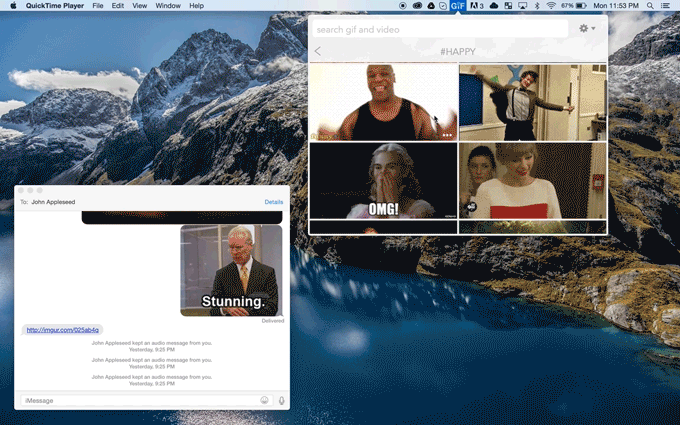 QuickTime Player File Edit View Window Help
GIF 3 67% Mon 11:53 PM
search gif and video
#HAPPY
OMG!
To: John Appleseed Details
Stunning.
Delivered
http://imgur.com/025ab4q
John Appleseed kept an audio message from you.
Yesterday, 9:25 PM
John Appleseed kept an audio message from you.
Yesterday, 9:25 PM
John Appleseed kept an audio message from you.
Yesterday, 9:25 PM
iMessage